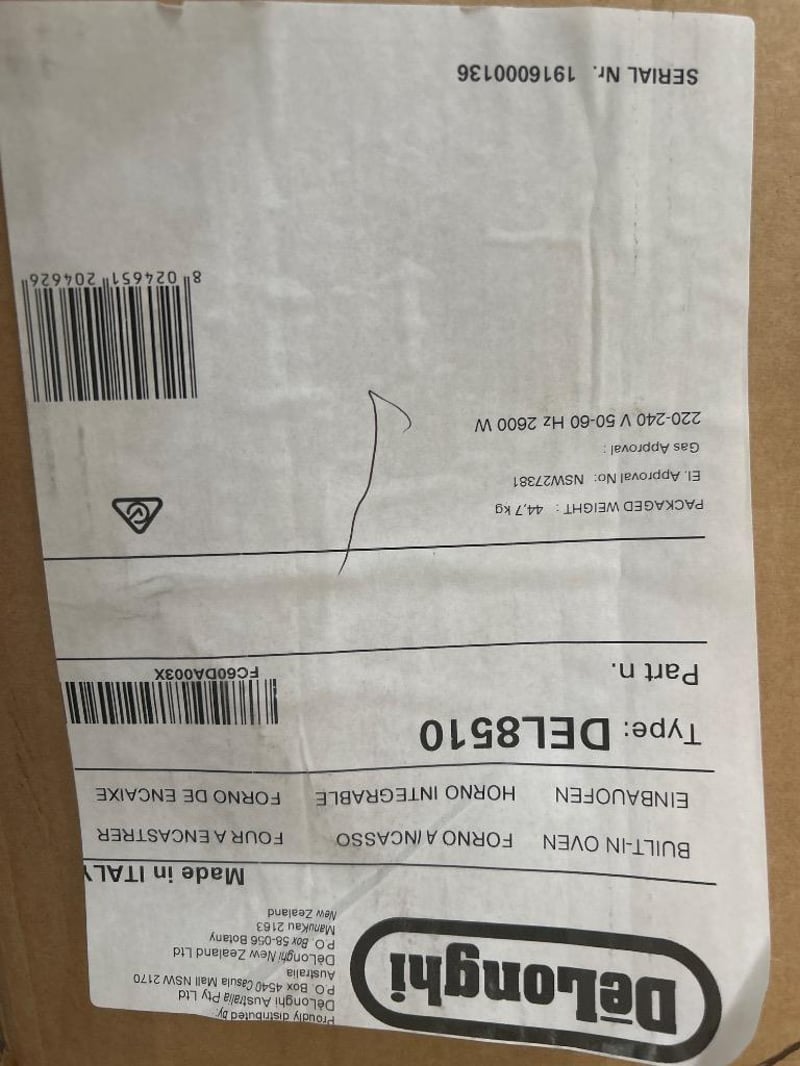 DēLonghi
Proudly distributed by:
DēLonghi Australia Pty Ltd
P.O. Box 4540 Casula Mall NSW 2170
Australia
DēLonghi New Zealand Ltd
P.O. Box 58-056 Botany
Manukau 2163
New Zealand
Made in ITALY
BUILT-IN OVEN FORNO A INCASSO FOUR A ENCASTRER
EINBAUOFEN HORNO INTEGRABLE FORNO DE ENCAIXE
Type: DEL8510
Part n.
FC60DA003X
PACKAGED WEIGHT : 44,7 kg
El. Approval No: NSW27381
Gas Approval :
220-240 V 50-60 Hz 2600 W
8 024651 204626
SERIAL Nr. 1916000136